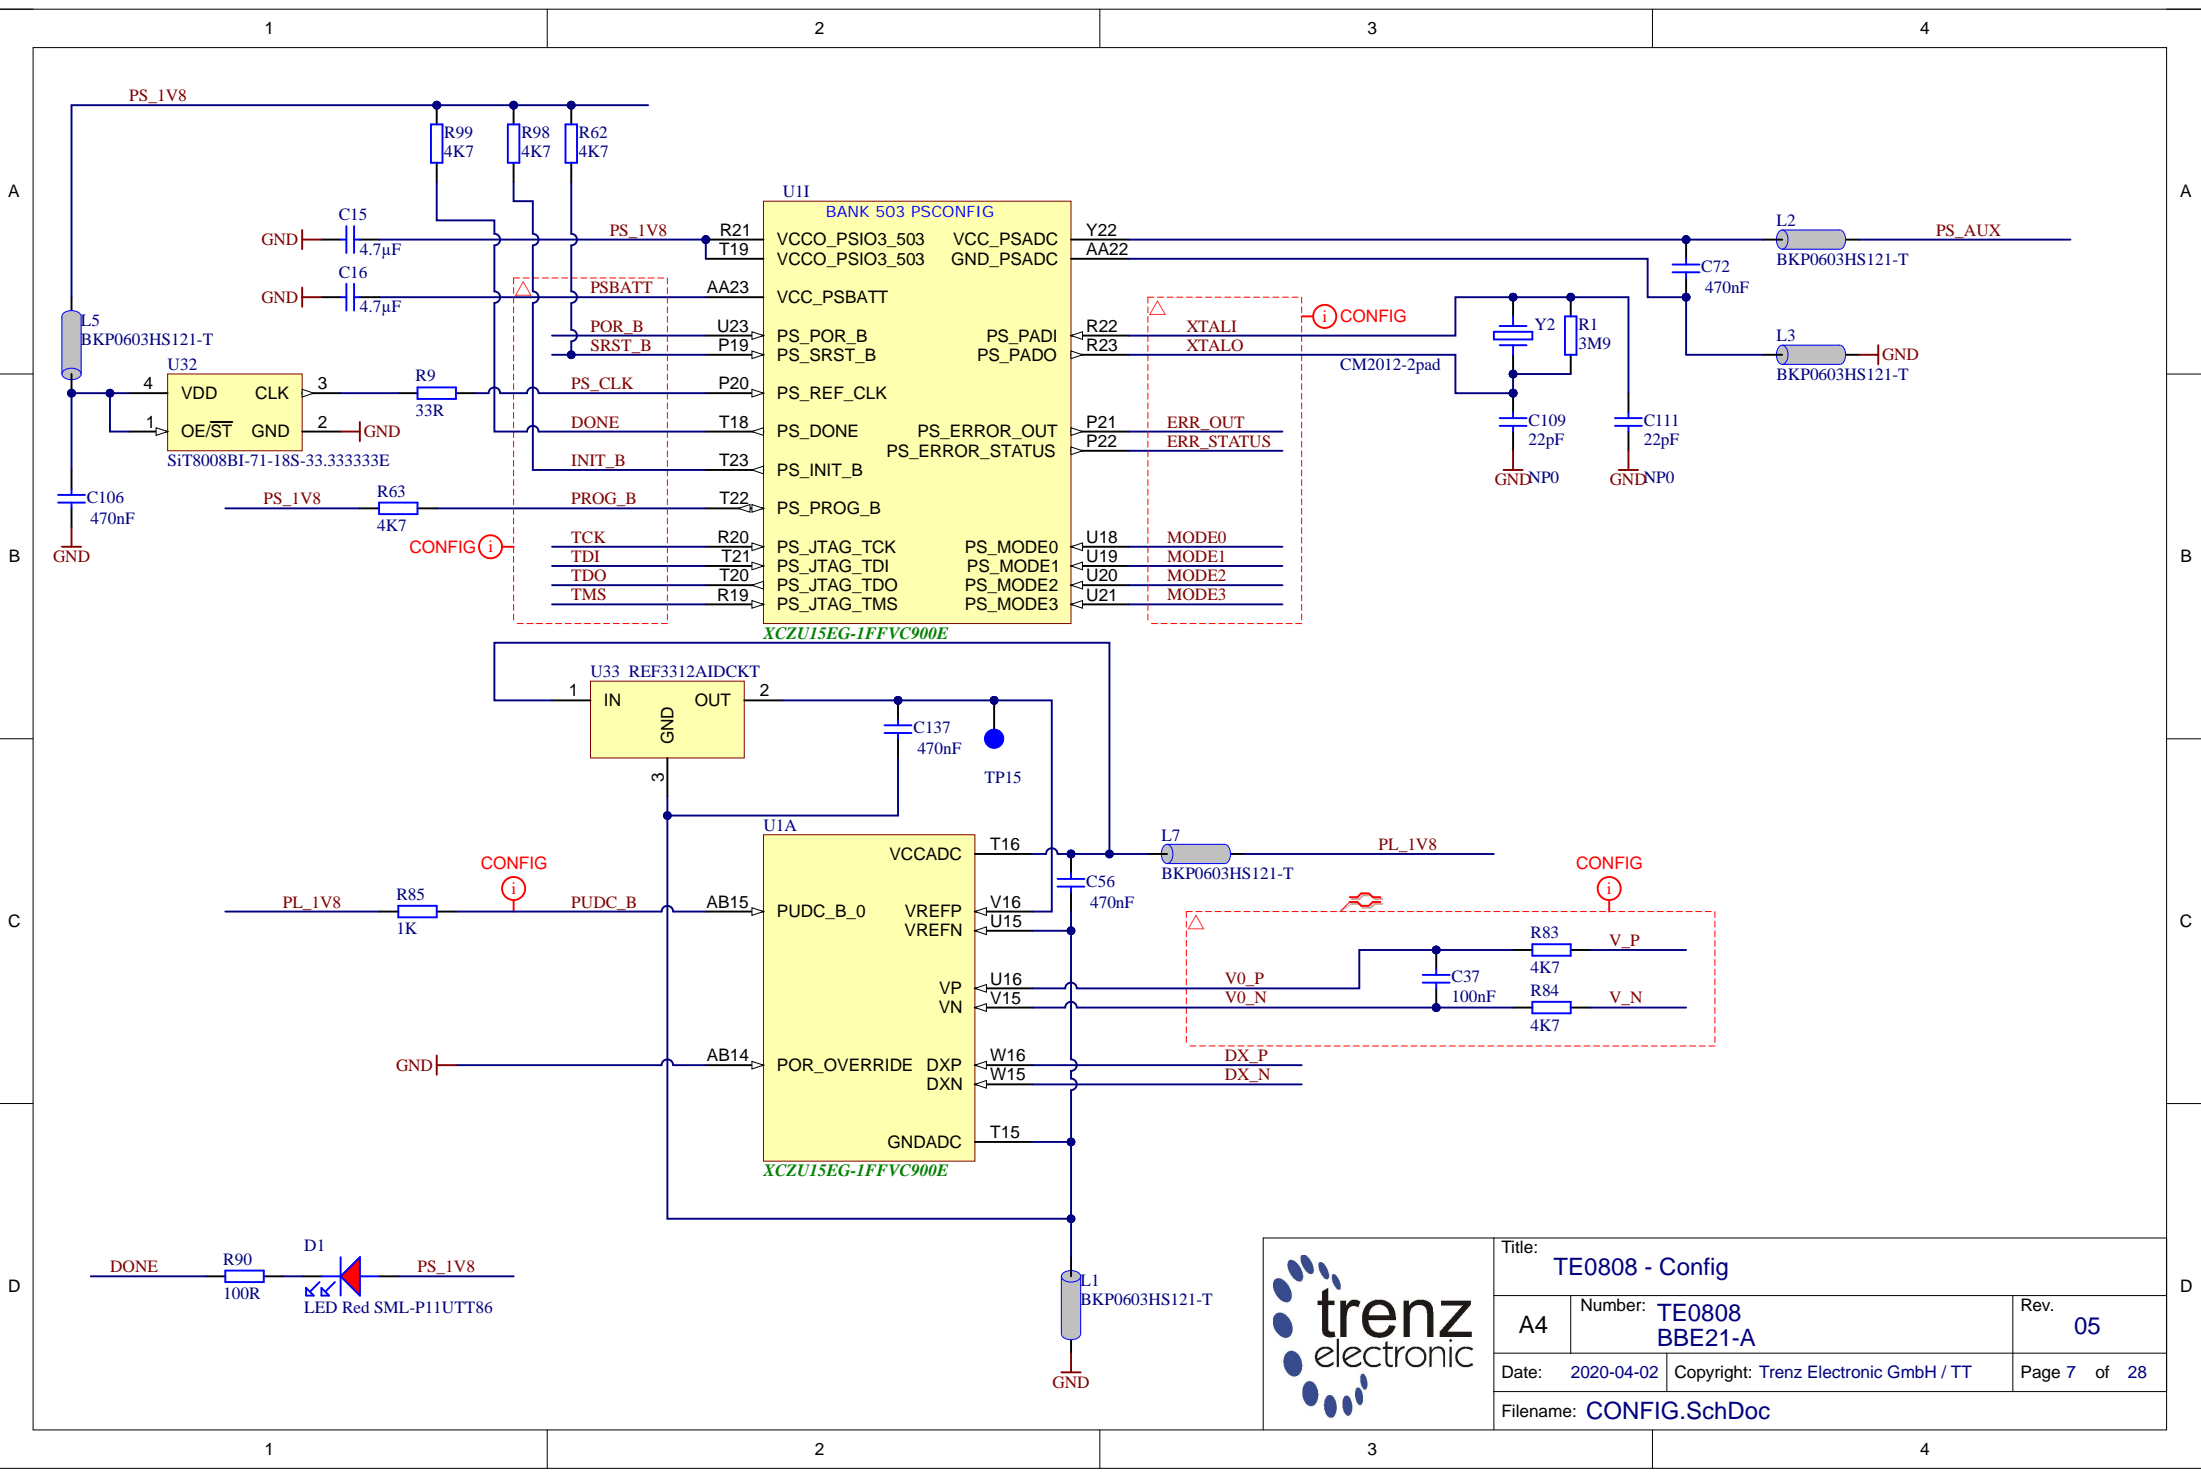 1 2 3 4
A
B
C
D
A
B
C
D
PS_1V8
R99
4K7
R98
4K7
R62
4K7
U1I
BANK 503 PSCONFIG
GND
C15
4.7µF
PS_1V8
R21
T19
VCCO_PSIO3_503
VCCO_PSIO3_503
GND
C16
4.7µF
PSBATT
AA23
VCC_PSBATT
POR_B
U23
PS_POR_B
SRST_B
P19
PS_SRST_B
L5
BKP0603HS121-T
U32
4
VDD
CLK
3
1
OE/ST
GND
2
GND
SiT8008BI-71-18S-33.333333E
R9
33R
PS_CLK
P20
PS_REF_CLK
DONE
T18
PS_DONE
INIT_B
T23
PS_INIT_B
C106
470nF
GND
PS_1V8
R63
4K7
PROG_B
T22
PS_PROG_B
CONFIG
i
TCK
R20
PS_JTAG_TCK
TDI
T21
PS_JTAG_TDI
TDO
T20
PS_JTAG_TDO
TMS
R19
PS_JTAG_TMS
VCC_PSADC
Y22
GND_PSADC
AA22
PS_PADI
R22
XTALI
PS_PADO
R23
XTALO
i
CONFIG
PS_ERROR_OUT
P21
ERR_OUT
PS_ERROR_STATUS
P22
ERR_STATUS
PS_MODE0
U18
MODE0
PS_MODE1
U19
MODE1
PS_MODE2
U20
MODE2
PS_MODE3
U21
MODE3
XCZU15EG-1FFVC900E
C72
470nF
L2
BKP0603HS121-T
PS_AUX
L3
BKP0603HS121-T
GND
Y2
CM2012-2pad
R1
3M9
C109
22pF
GND
NP0
C111
22pF
GND
NP0
U33 REF3312AIDCKT
1
IN
OUT
2
GND
3
C137
470nF
TP15
U1A
VCCADC
T16
L7
BKP0603HS121-T
PL_1V8
C56
470nF
PL_1V8
R85
1K
CONFIG
i
PUDC_B
AB15
PUDC_B_0
VREFP
V16
VREFN
U15
VP
U16
V0_P
VN
V15
V0_N
CONFIG
i
C37
100nF
R83
4K7
V_P
R84
4K7
V_N
GND
AB14
POR_OVERRIDE
DXP
W16
DX_P
DXN
W15
DX_N
GNDADC
T15
XCZU15EG-1FFVC900E
DONE
R90
100R
D1
LED Red SML-P11UTT86
PS_1V8
L1
BKP0603HS121-T
GND
trenz
electronic
Title:
TE0808 - Config
A4
Number: TE0808
BBE21-A
Rev.
05
Date: 2020-04-02
Copyright: Trenz Electronic GmbH / TT
Page 7 of 28
Filename: CONFIG.SchDoc
1 2 3 4